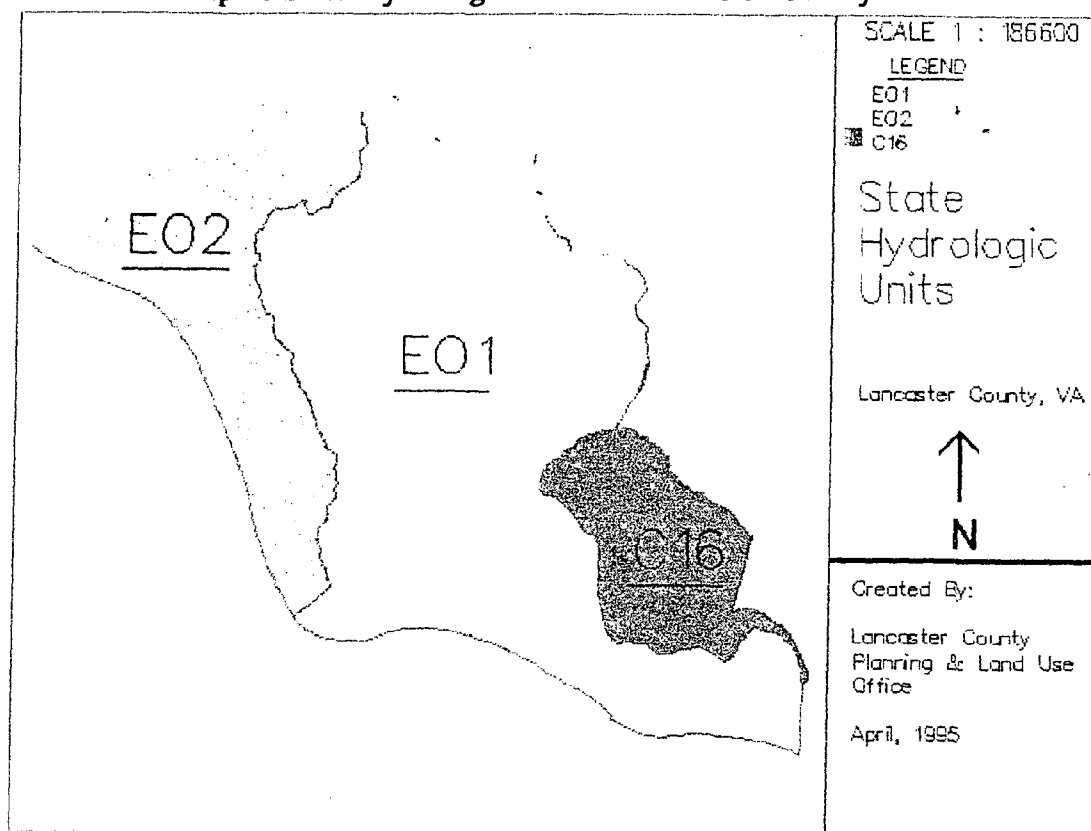 SCALE 1 : 186600
LEGEND
E01
E02
C16
State
Hydrologic
Units
Lancaster County, VA
N
Created By:
Lancaster County
Planning & Land Use
Office
April, 1995
E02
E01
C16